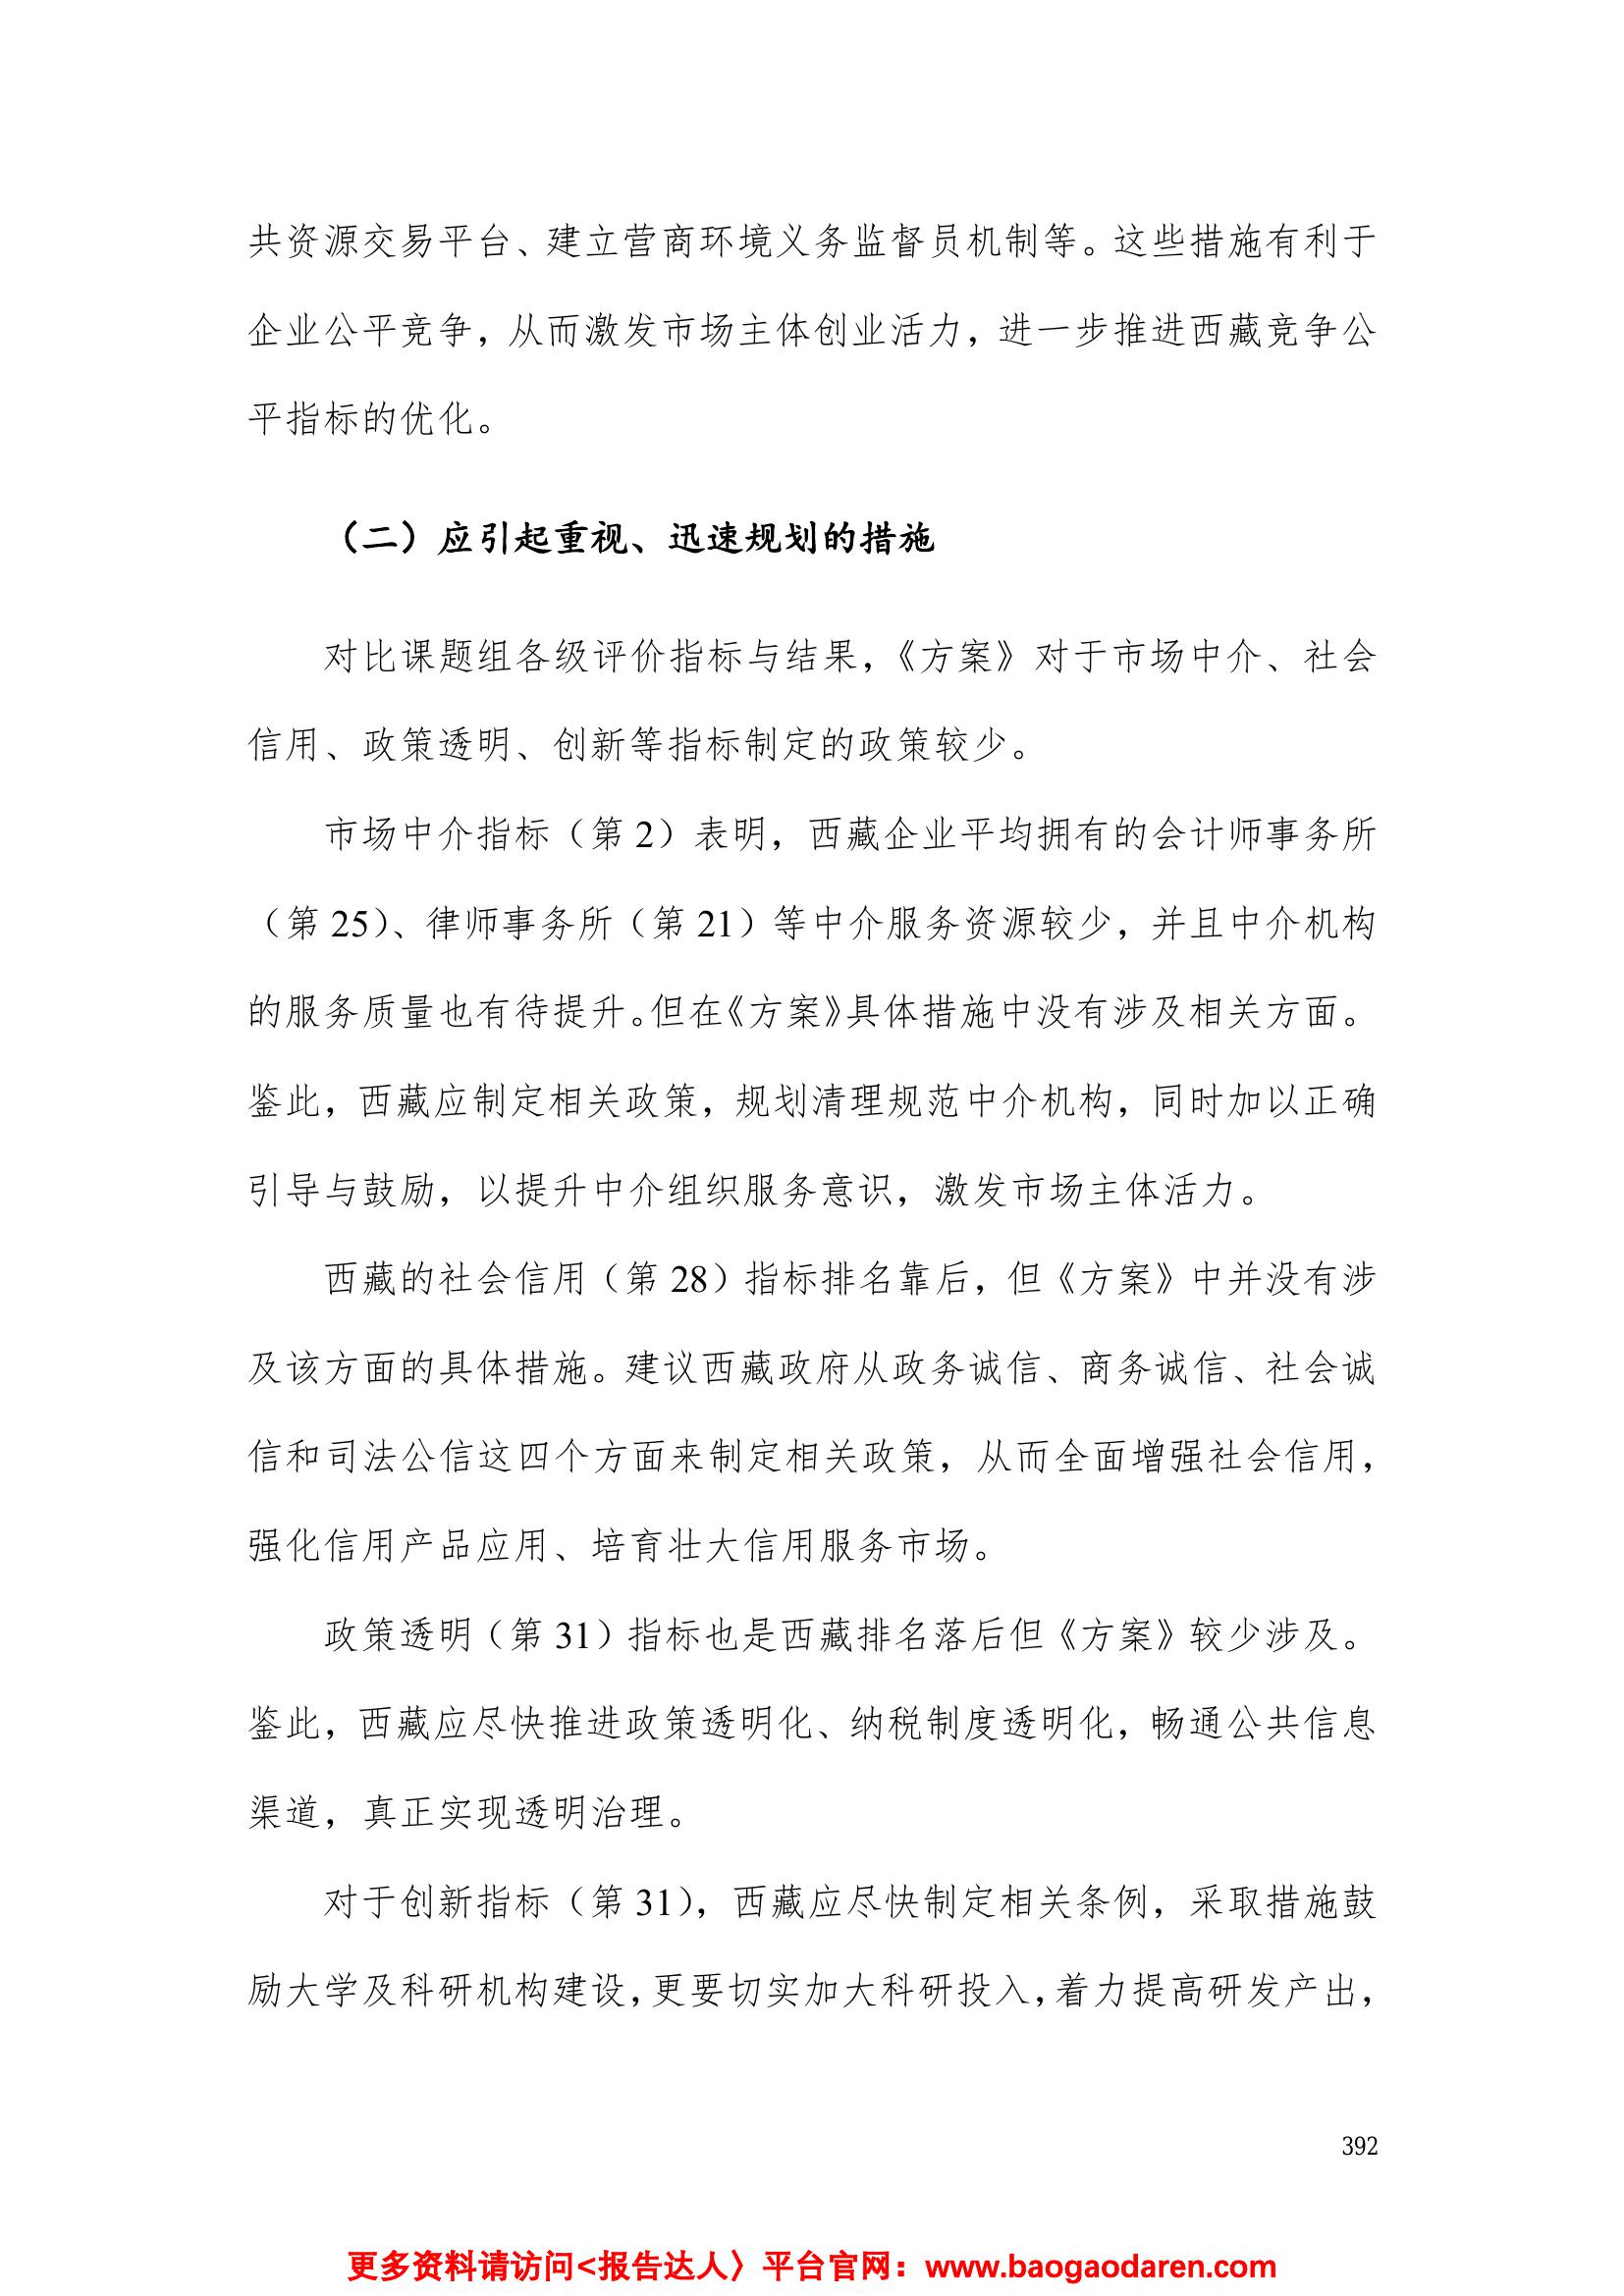 共资源交易平台、建立营商环境义务监督员机制等。这些措施有利于
企业公平竞争，从而激发市场主体创业活力，进一步推进西藏竞争公
平指标的优化。
（二）应引起重视、迅速规划的措施
对比课题组各级评价指标与结果，《方案》对于市场中介、社会
信用、政策透明、创新等指标制定的政策较少。
市场中介指标（第 2）表明，西藏企业平均拥有的会计师事务所
（第 25）、律师事务所（第 21）等中介服务资源较少，并且中介机构
的服务质量也有待提升。但在《方案》具体措施中没有涉及相关方面。
鉴此，西藏应制定相关政策，规划清理规范中介机构，同时加以正确
引导与鼓励，以提升中介组织服务意识，激发市场主体活力。
西藏的社会信用（第 28）指标排名靠后，但《方案》中并没有涉
及该方面的具体措施。建议西藏政府从政务诚信、商务诚信、社会诚
信和司法公信这四个方面来制定相关政策，从而全面增强社会信用，
强化信用产品应用、培育壮大信用服务市场。
政策透明（第 31）指标也是西藏排名落后但《方案》较少涉及。
鉴此，西藏应尽快推进政策透明化、纳税制度透明化，畅通公共信息
渠道，真正实现透明治理。
对于创新指标（第 31），西藏应尽快制定相关条例，采取措施鼓
励大学及科研机构建设，更要切实加大科研投入，着力提高研发产出，
392
更多资料请访问<报告达人〉平台官网：www.baogaodaren.com